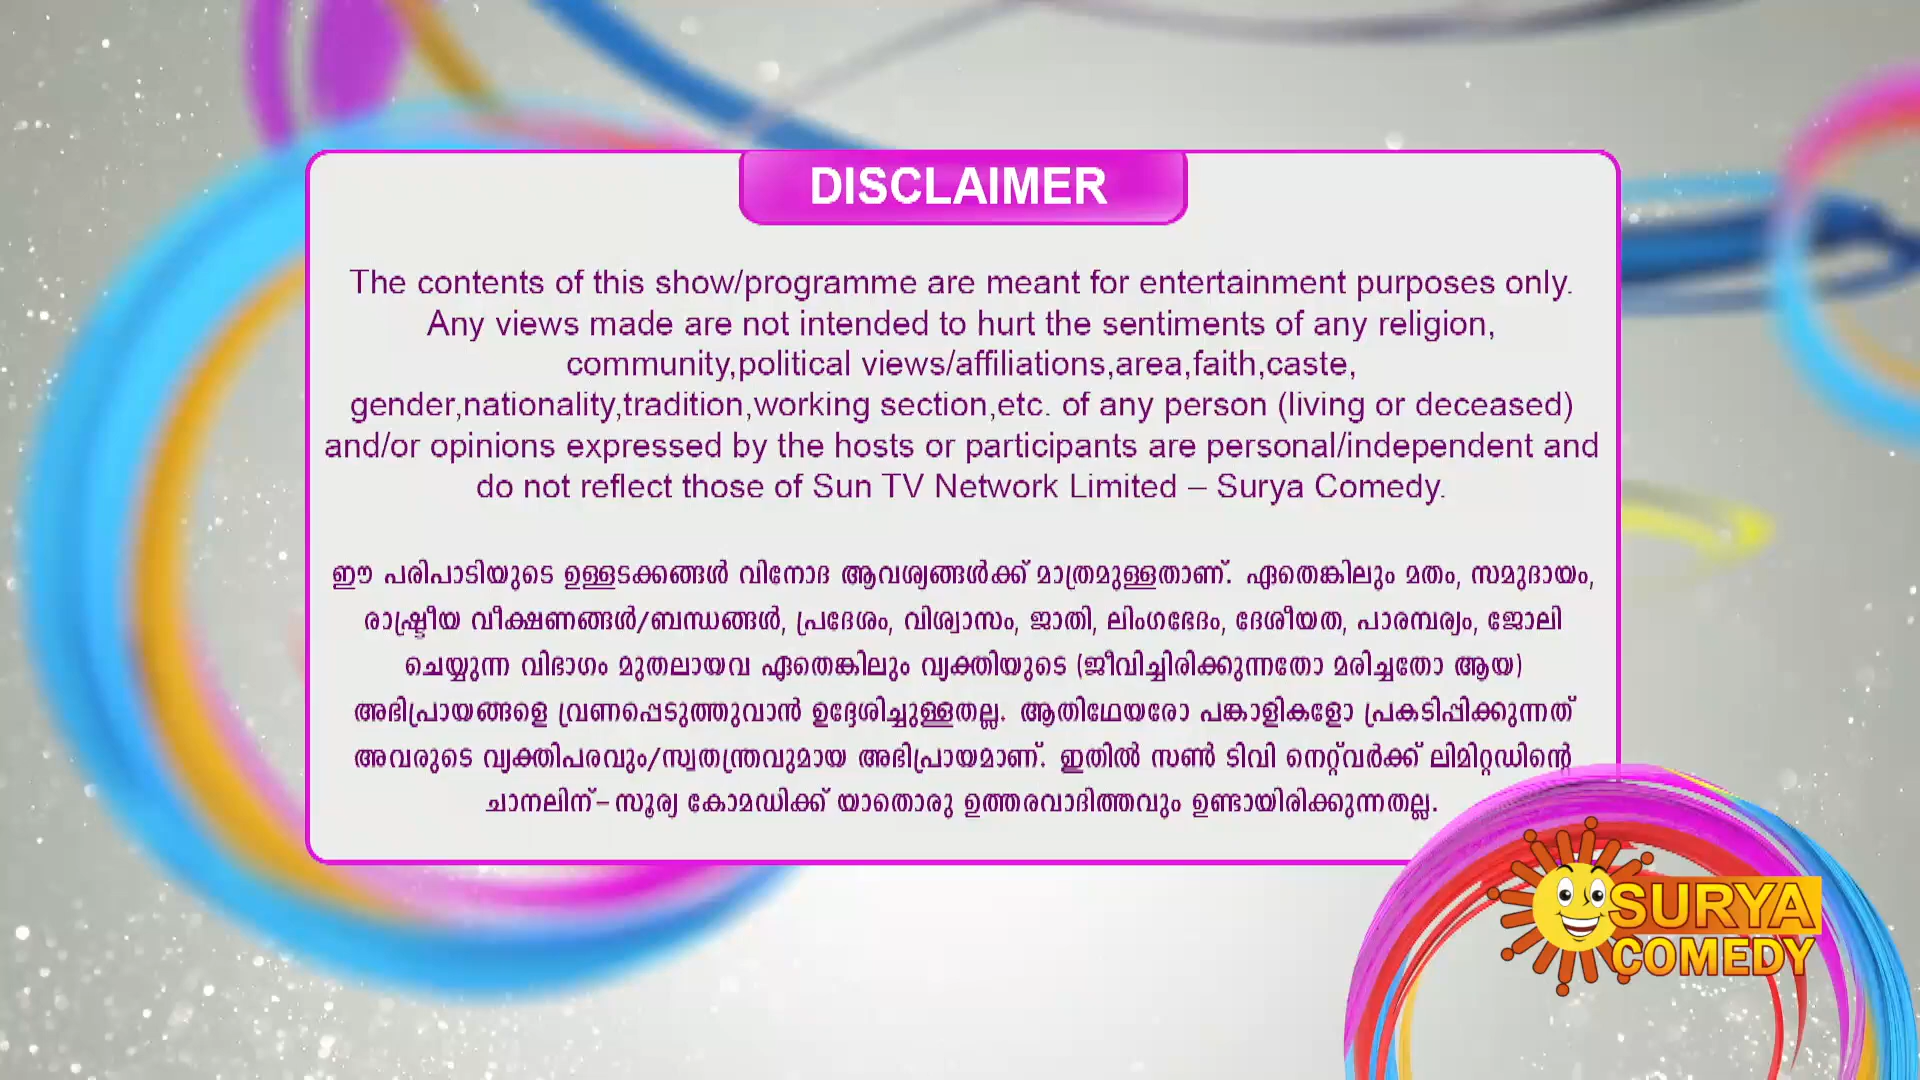 DISCLAIMER
The contents of this show/programme are meant for entertainment purposes only.
Any views made are not intended to hurt the sentiments of any religion,
community,political views/affiliations,area,faith,caste,
gender,nationality,tradition,working section,etc. of any person (living or deceased)
and/or opinions expressed by the hosts or participants are personal/independent and
do not reflect those of Sun TV Network Limited – Surya Comedy.
ഈ പരിപാടിയുടെ ഉള്ളടക്കങ്ങൾ വിനോദ ആവശ്യങ്ങൾക്ക് മാത്രമുള്ളതാണ്. ഏതെങ്കിലും മതം, സമുദായം,
രാഷ്ട്രീയ വീക്ഷണങ്ങൾ/ബന്ധങ്ങൾ, പ്രദേശം, വിശ്വാസം, ജാതി, ലിംഗഭേദം, ദേശീയത, പാരമ്പര്യം, ജോലി
ചെയ്യുന്ന വിഭാഗം മുതലായവ ഏതെങ്കിലും വ്യക്തിയുടെ (ജീവിച്ചിരിക്കുന്നതോ മരിച്ചതോ ആയ)
അഭിപ്രായങ്ങളെ വ്രണപ്പെടുത്തുവാൻ ഉദ്ദേശിച്ചുള്ളതല്ല. ആതിഥേയരോ പങ്കാളികളോ പ്രകടിപ്പിക്കുന്നത്
അവരുടെ വ്യക്തിപരവും/സ്വതന്ത്രവുമായ അഭിപ്രായമാണ്. ഇതിൽ സൺ ടിവി നെറ്റ്‌വർക്ക് ലിമിറ്റഡിന്റെ
ചാനലിന്–സൂര്യ കോമഡിക്ക് യാതൊരു ഉത്തരവാദിത്തവും ഉണ്ടായിരിക്കുന്നതല്ല.
SURYA
COMEDY